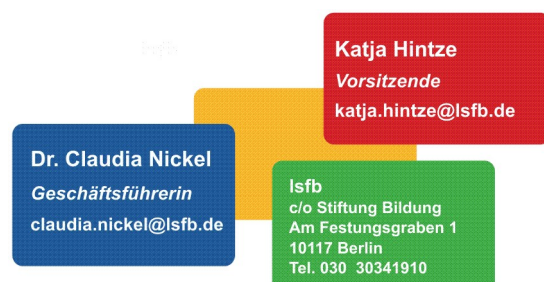 Katja Hintze
Vorsitzende
katja.hintze@lsfb.de
Dr. Claudia Nickel
Geschäftsführerin
claudia.nickel@lsfb.de
lsfb
c/o Stiftung Bildung
Am Festungsgraben 1
10117 Berlin
Tel. 030  30341910